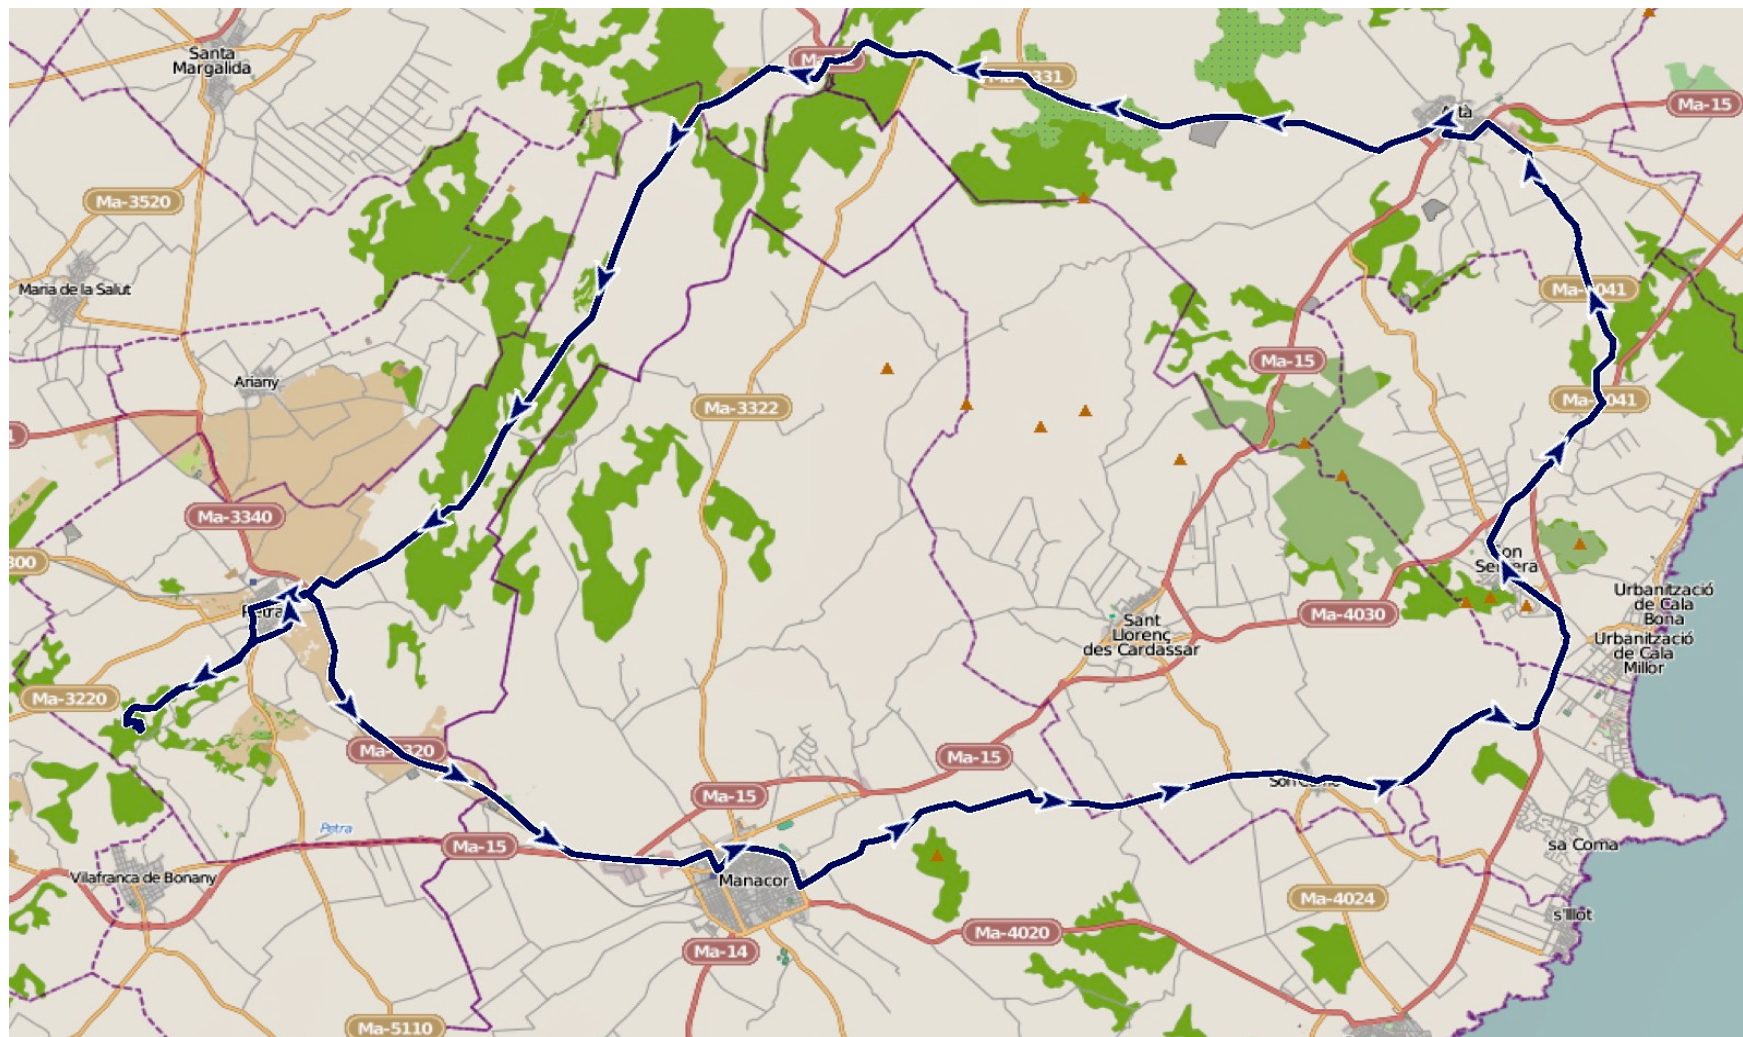 Santa
Margalida
Ma-15
Ma-3520
Maria de la Salut
Ariany
Ma-15
Ma-3322
Ma-3340
Petra
Sant
Llorenç
des Cardassar
Ma-4030
Urbanització
de Cala
Bona
Urbanització
de Cala
Millor
Ma-3220
Ma-15
Ma-15
Petra
Ma-15
Vilafranca de Bonany
Manacor
sa Coma
Ma-4024
s'Illot
Ma-4020
Ma-14
Ma-5110